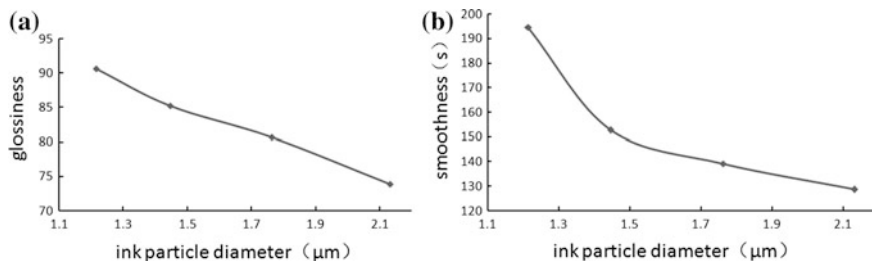 (a)
95
90
85
80
75
70
glossiness
1.1 1.3 1.5 1.7 1.9 2.1
ink particle diameter（μm）
(b)
200
190
180
170
160
150
140
130
120
smoothness（s）
1.1 1.3 1.5 1.7 1.9 2.1
ink particle diameter（μm）